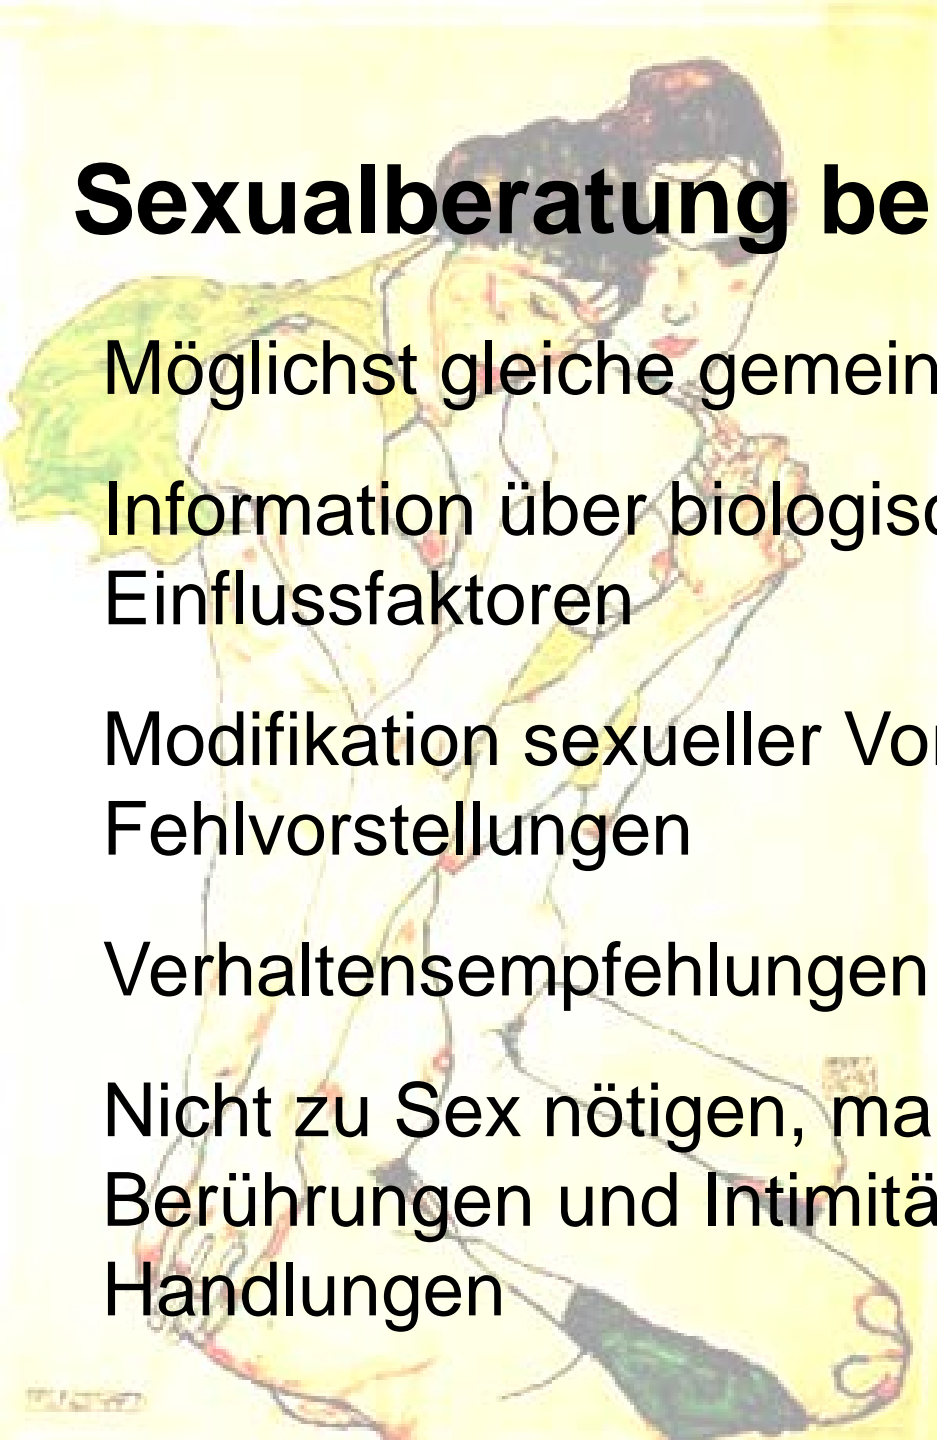 Sexualberatung be
Möglichst gleiche gemein
Information über biologisc
Einflussfaktoren
Modifikation sexueller Vor
Fehlvorstellungen
Verhaltensempfehlungen
Nicht zu Sex nötigen, ma
Berührungen und Intimitä
Handlungen